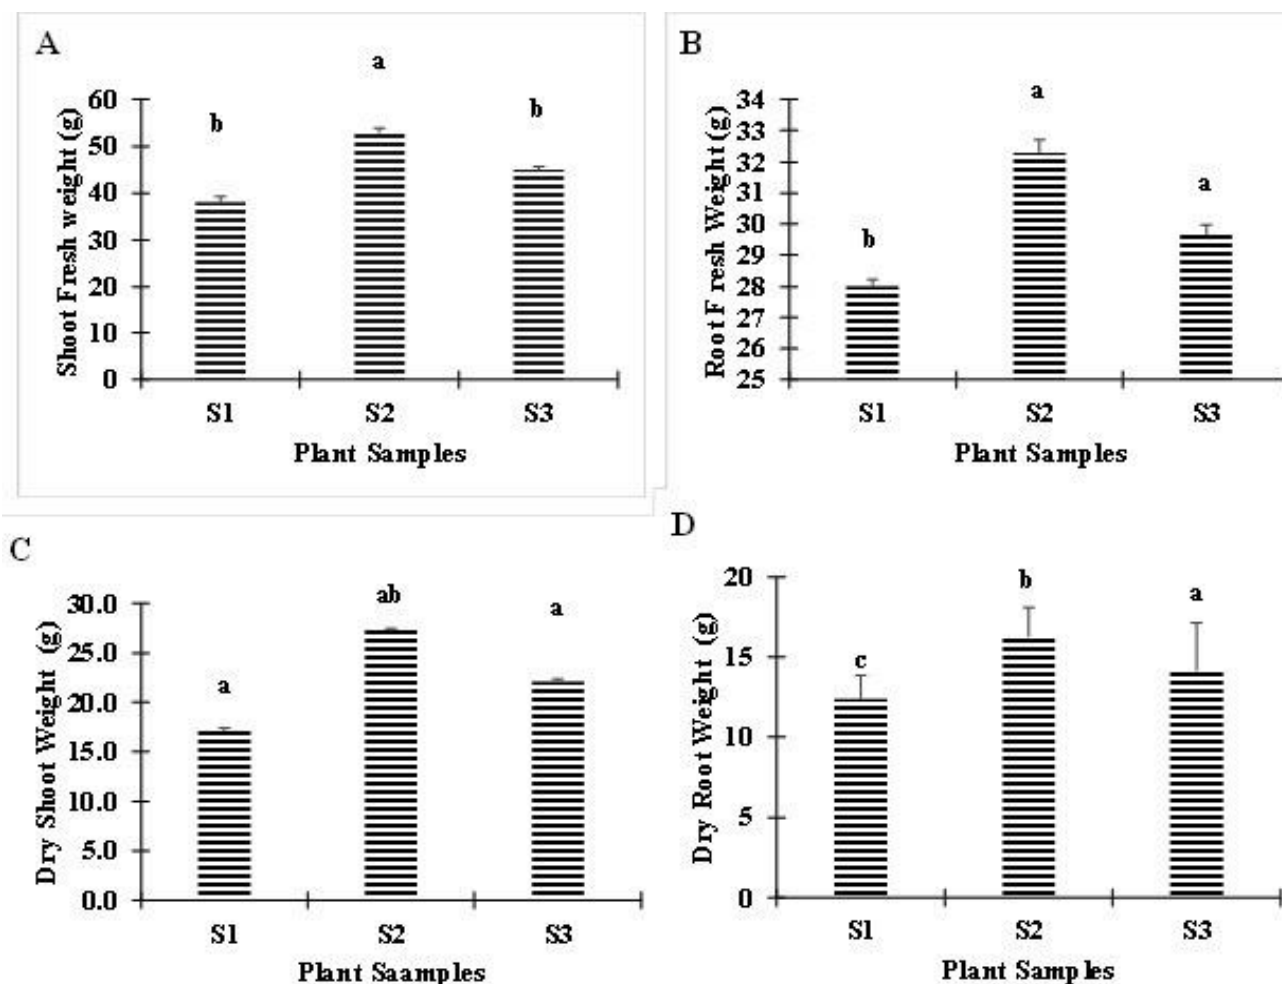 A
Shoot Fresh weight (g)
60
50
40
30
20
10
0
b
a
b
S1 S2 S3
Plant Samples
B
Root F resh Weight (g)
34
33
32
31
30
29
28
27
26
25
b
a
a
S1 S2 S3
Plant Samples
C
Dry Shoot Weight (g)
30.0
25.0
20.0
15.0
10.0
5.0
0.0
a
ab
a
S1 S2 S3
Plant Saamples
D
Dry Root Weight (g)
20
15
10
5
0
c
b
a
S1 S2 S3
Plant Samples